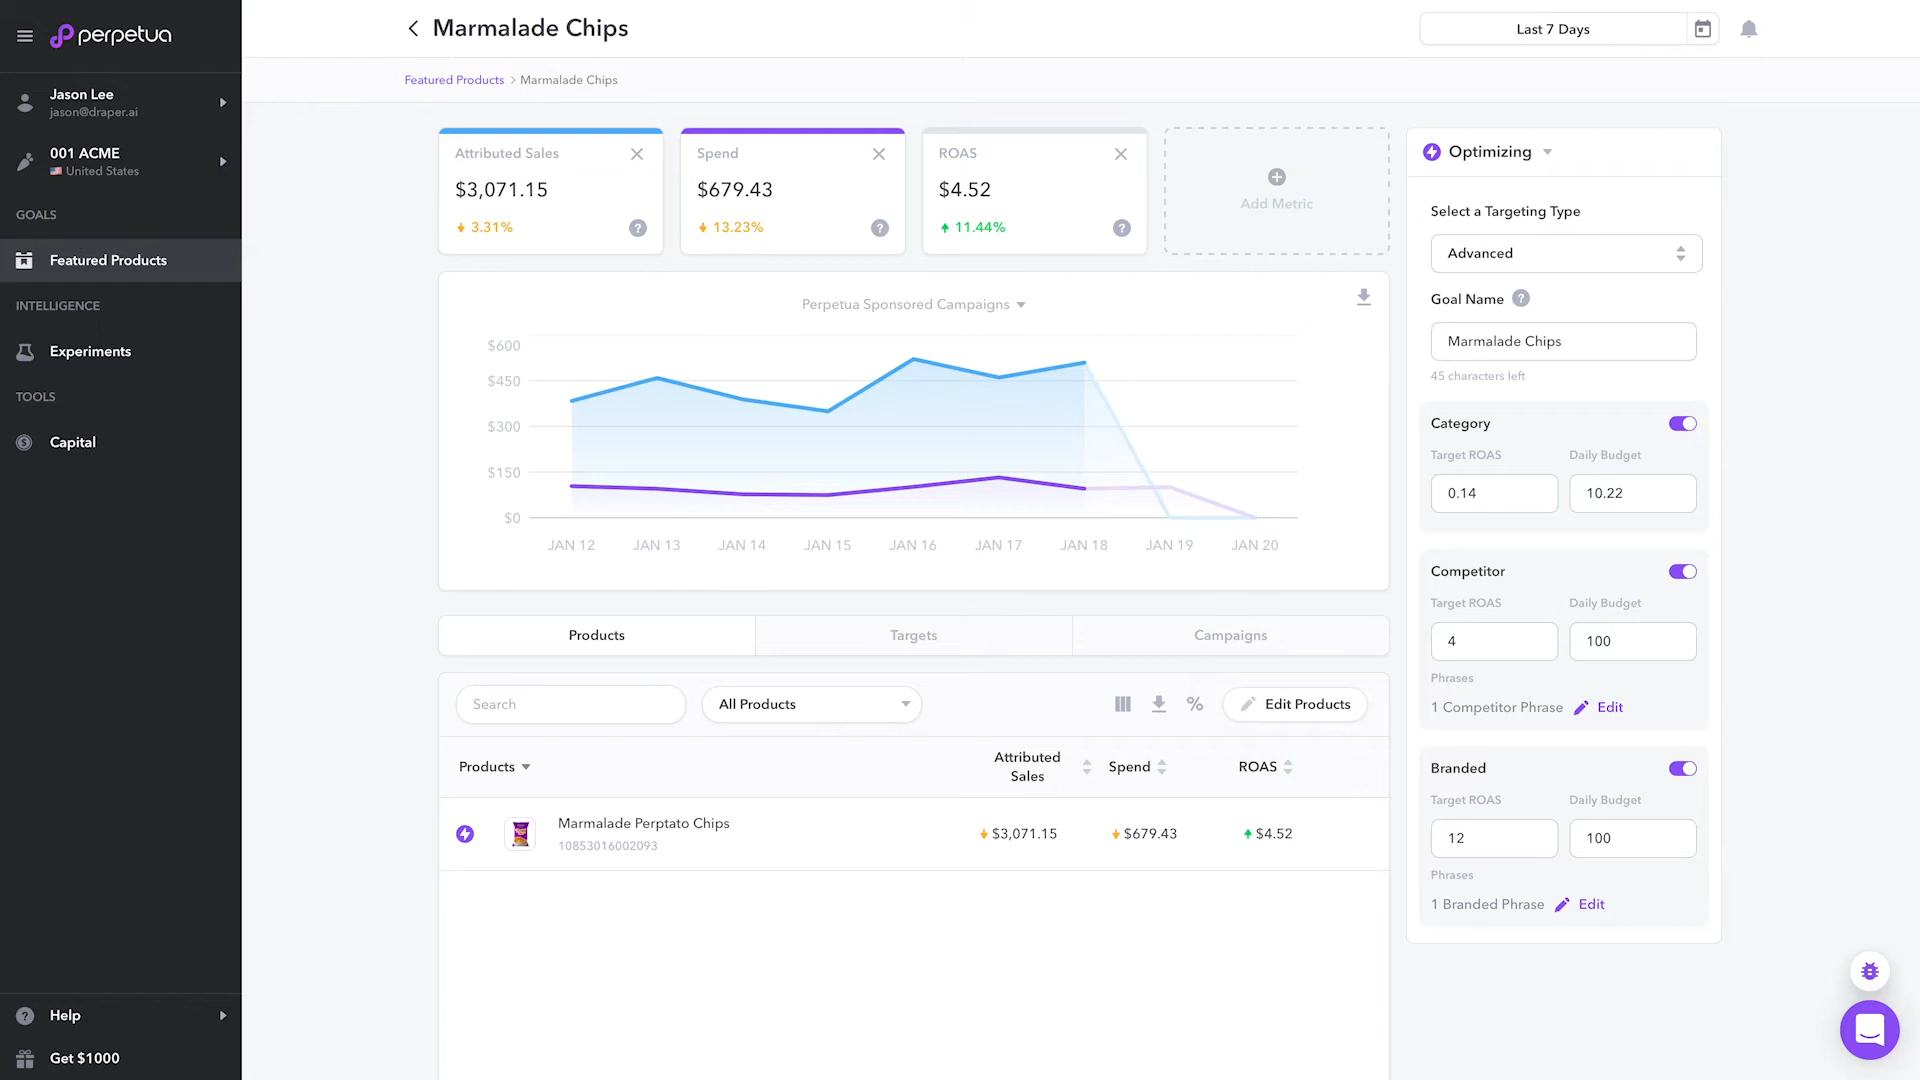 perpetua
Jason Lee
jason@draper.ai
001 ACME
United States
GOALS
Featured Products
INTELLIGENCE
Experiments
TOOLS
Capital
Help
Get $1000
Marmalade Chips
Last 7 Days
Featured Products > Marmalade Chips
Attributed Sales
$3,071.15
3.31%
?
Spend
$679.43
13.23%
?
ROAS
$4.52
11.44%
?
Add Metric
Perpetua Sponsored Campaigns
$600
$450
$300
$150
$0
JAN 12 JAN 13 JAN 14 JAN 15 JAN 16 JAN 17 JAN 18 JAN 19 JAN 20
Products Targets Campaigns
Search All Products % Edit Products
Products Attributed Sales Spend ROAS
Marmalade Perptato Chips
10853016002093
$3,071.15 $679.43 $4.52
Optimizing
Select a Targeting Type
Advanced
Goal Name ?
Marmalade Chips
45 characters left
Category
Target ROAS Daily Budget
0.14 10.22
Competitor
Target ROAS Daily Budget
4 100
Phrases
1 Competitor Phrase Edit
Branded
Target ROAS Daily Budget
12 100
Phrases
1 Branded Phrase Edit